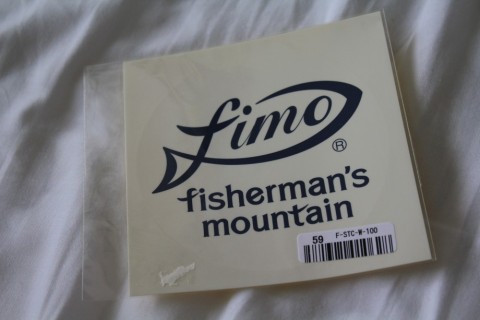 fimo
®
fisherman's
mountain
59 F-STC-W-100